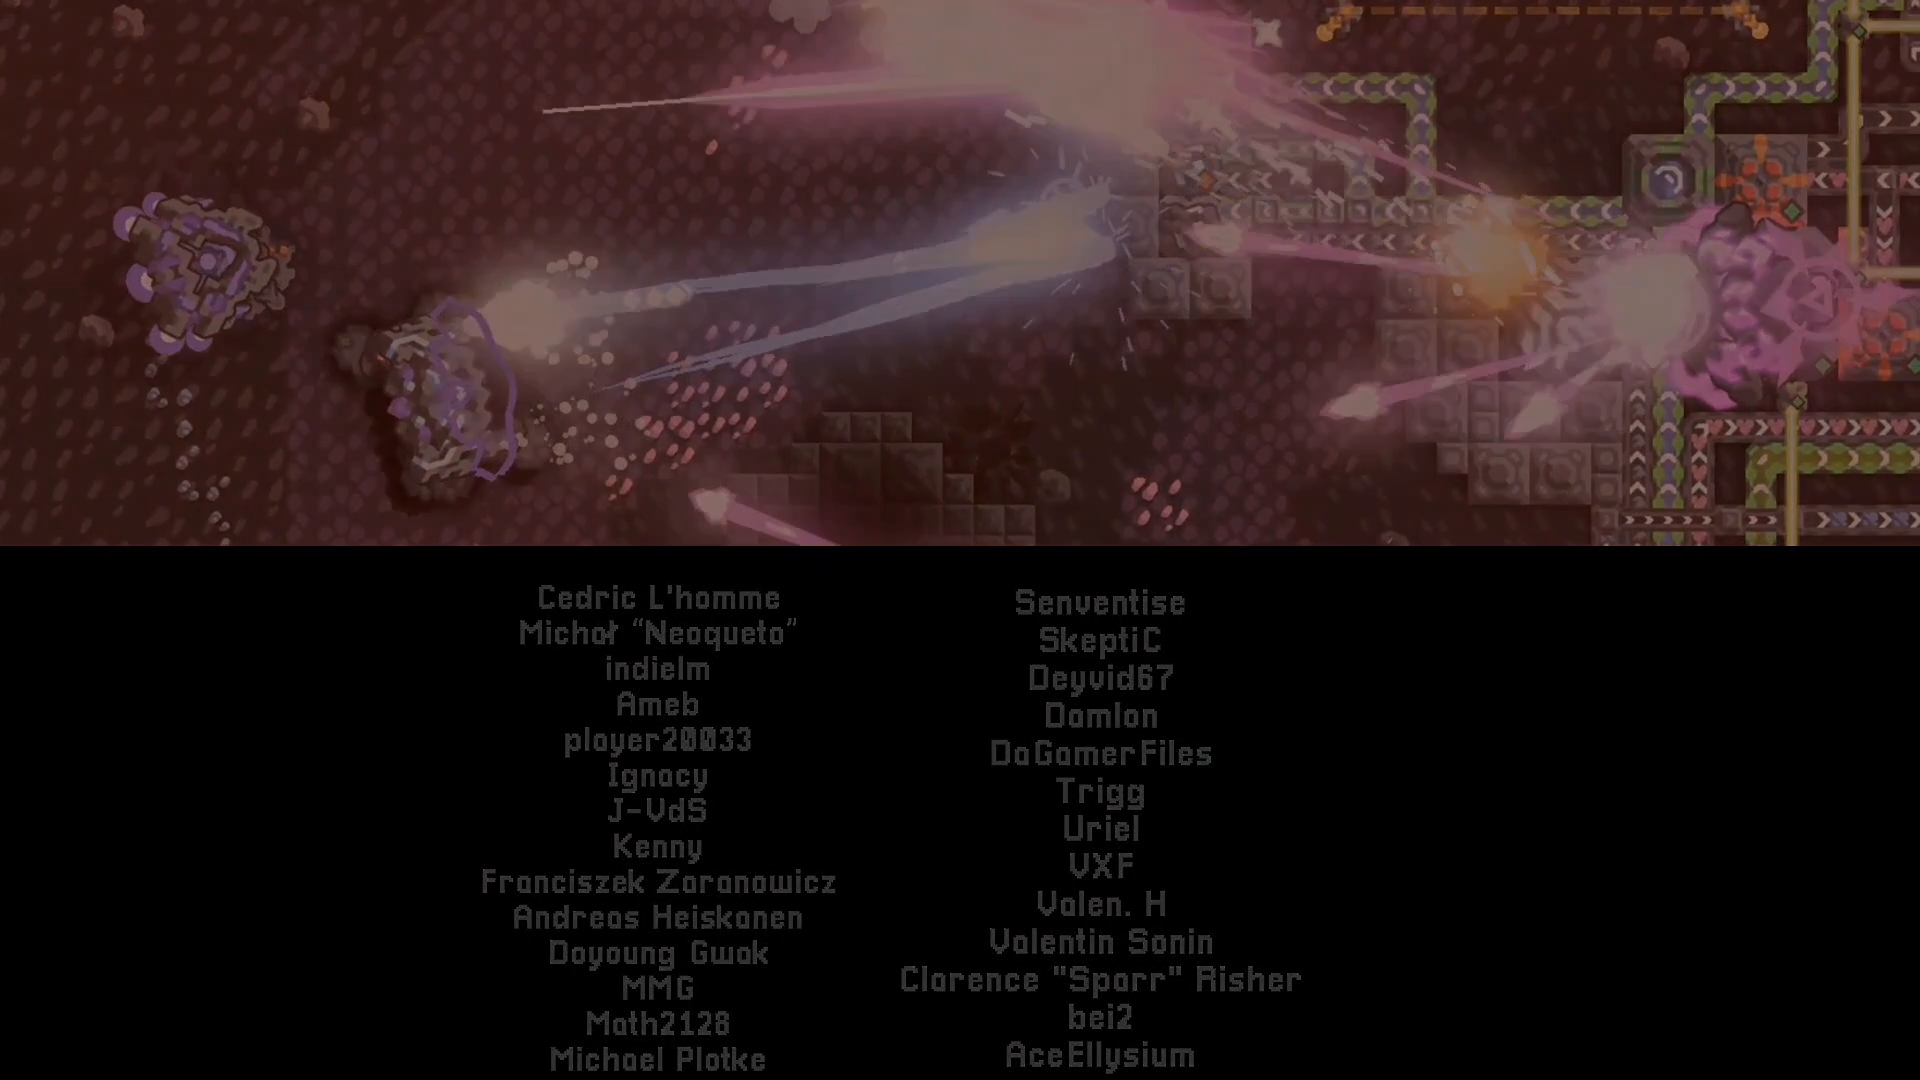 Cedric L'homme
Michał “Neoqueto”
indielm
Ameb
player20033
Ignacy
J-VdS
Kenny
Franciszek Zaranowicz
Andreas Heiskanen
Doyoung Gwak
MMG
Math2128
Michael Plotke
Senventise
SkeptiC
Deyvid67
Damlon
DaGamerFiles
Trigg
Uriel
VXF
Valen. H
Valentin Sonin
Clarence "Sparr" Risher
bei2
AceEllysium